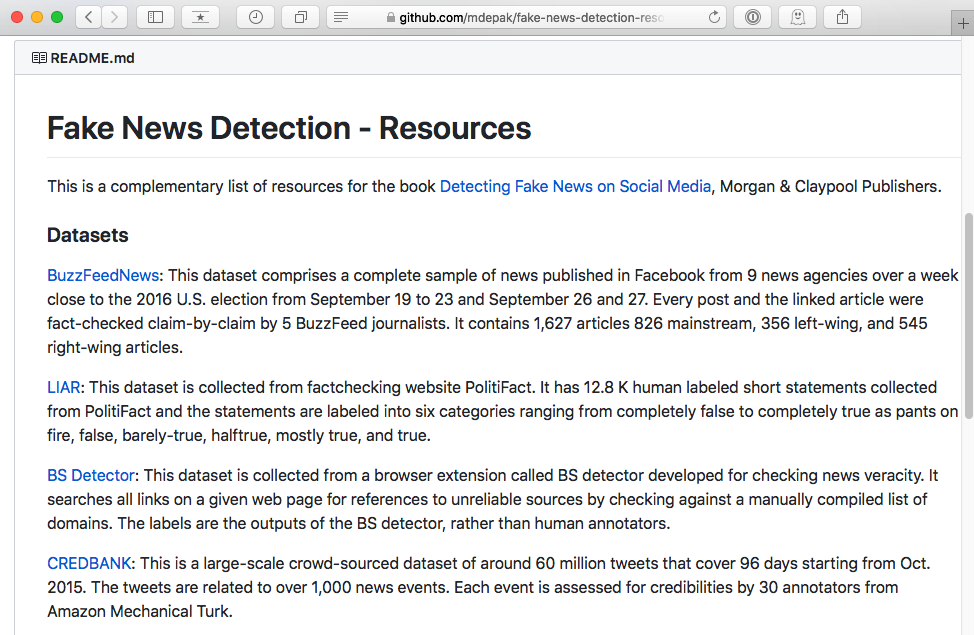 github.com/mdepak/fake-news-detection-reso
README.md
Fake News Detection - Resources
This is a complementary list of resources for the book Detecting Fake News on Social Media, Morgan & Claypool Publishers.
Datasets
BuzzFeedNews: This dataset comprises a complete sample of news published in Facebook from 9 news agencies over a week
close to the 2016 U.S. election from September 19 to 23 and September 26 and 27. Every post and the linked article were
fact-checked claim-by-claim by 5 BuzzFeed journalists. It contains 1,627 articles 826 mainstream, 356 left-wing, and 545
right-wing articles.
LIAR: This dataset is collected from factchecking website PolitiFact. It has 12.8 K human labeled short statements collected
from PolitiFact and the statements are labeled into six categories ranging from completely false to completely true as pants on
fire, false, barely-true, halftrue, mostly true, and true.
BS Detector: This dataset is collected from a browser extension called BS detector developed for checking news veracity. It
searches all links on a given web page for references to unreliable sources by checking against a manually compiled list of
domains. The labels are the outputs of the BS detector, rather than human annotators.
CREDBANK: This is a large-scale crowd-sourced dataset of around 60 million tweets that cover 96 days starting from Oct.
2015. The tweets are related to over 1,000 news events. Each event is assessed for credibilities by 30 annotators from
Amazon Mechanical Turk.